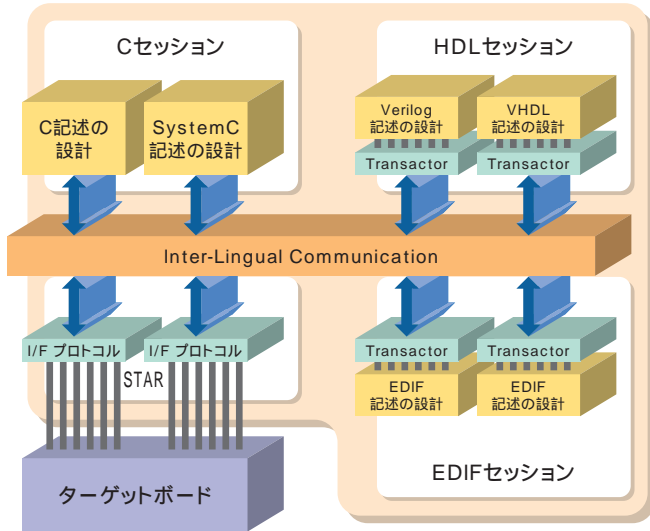 Cセッション
HDLセッション
C記述の
設計
SystemC
記述の設計
Verilog
記述の設計
VHDL
記述の設計
Transactor
Transactor
Inter-Lingual Communication
I/F プロトコル
I/F プロトコル
Transactor
Transactor
STAR
EDIF
記述の設計
EDIF
記述の設計
ターゲットボード
EDIFセッション